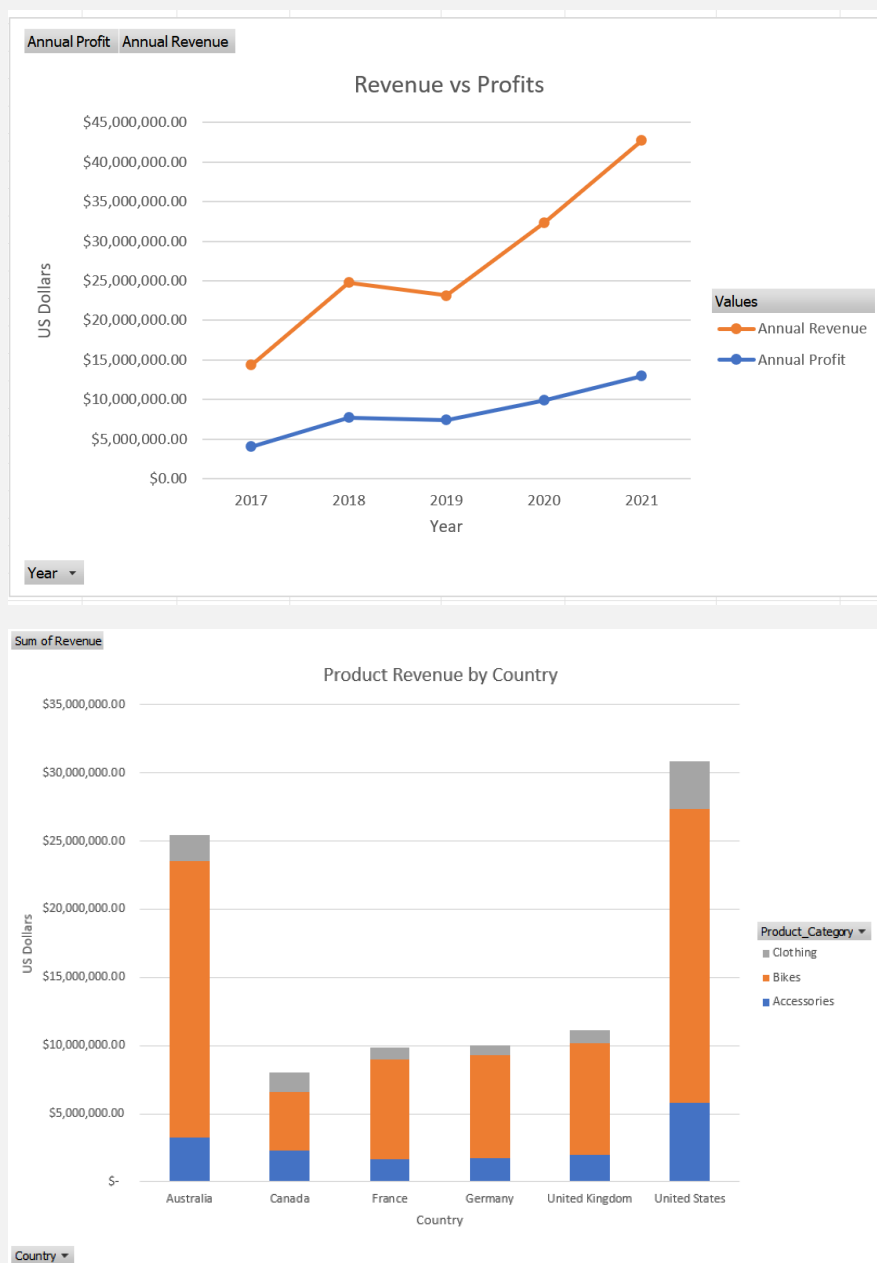 Annual Profit Annual Revenue
Revenue vs Profits
$45,000,000.00
$40,000,000.00
$35,000,000.00
$30,000,000.00
$25,000,000.00
$20,000,000.00
$15,000,000.00
$10,000,000.00
$5,000,000.00
$0.00
US Dollars
2017 2018 2019 2020 2021
Year
Values
Annual Revenue
Annual Profit
Year
Sum of Revenue
Product Revenue by Country
$35,000,000.00
$30,000,000.00
$25,000,000.00
$20,000,000.00
$15,000,000.00
$10,000,000.00
$5,000,000.00
$-
US Dollars
Australia Canada France Germany United Kingdom United States
Country
Product_Category
Clothing
Bikes
Accessories
Country